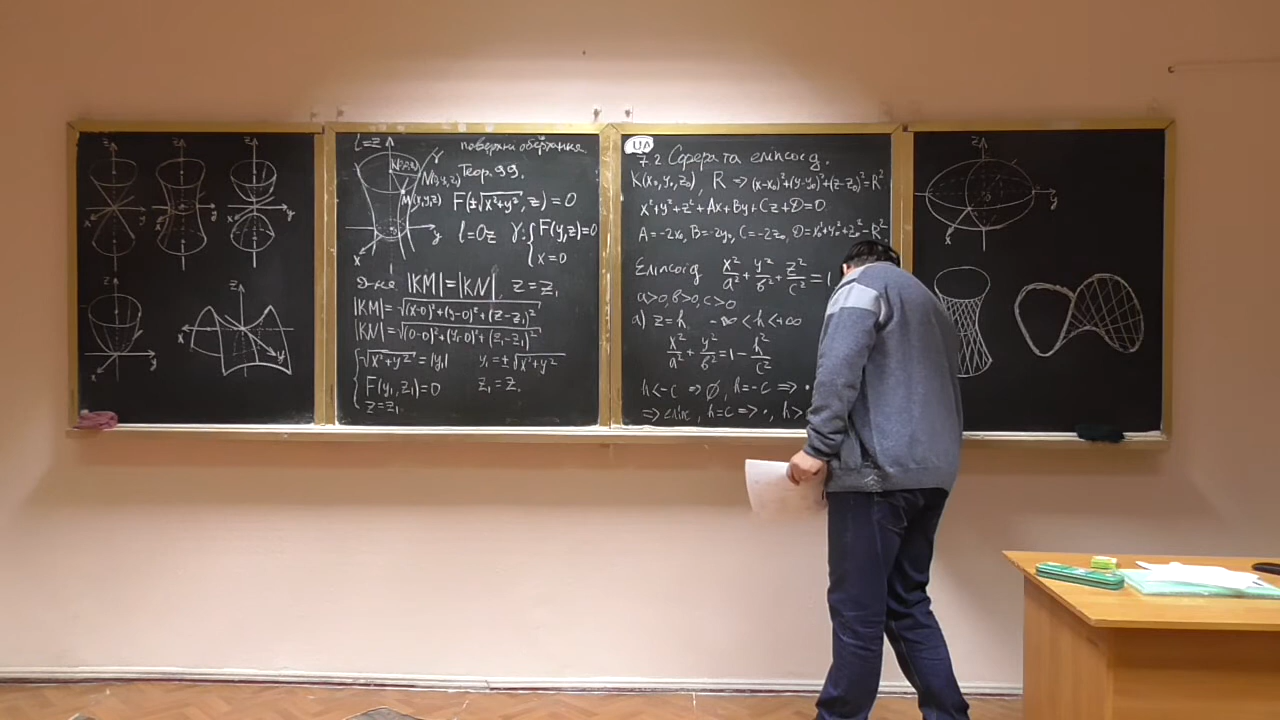 z
z
z
x
y
x
y
x
y
z
z
x
y
x
y
l=z
поверхні обертання
Теор.99.
N(0,y₁,z₁)
M(x,y,z)
F(±√x²+y², z) = 0
l=Oz γ: { F(y,z)=0
x=0
x
y
Для |KM|=|KN|, z=z₁
|KM|=√(x-0)²+(y-0)²+(z-z₁)²
|KN|=√(0-0)²+(y₁-0)²+(z₁-z₁)²
√x²+y²=|y₁| y₁=±√x²+y²
F(y₁,z₁)=0 z₁=z.
z=z₁.
UA
7.2 Сфера та еліпсоїд.
K(x₀,y₀,z₀), R ⇒ (x-x₀)²+(y-y₀)²+(z-z₀)²=R²
x²+y²+z²+Ax+By+Cz+D=0
A=-2x₀, B=-2y₀, C=-2z₀, D=x₀²+y₀²+z₀²-R²
Еліпсоїд x²/a²+y²/b²+z²/c²=1
a>0, b>0, c>0
a) z=h -∞<h<+∞
x²/a²+y²/b²=1-h²/c²
h<-c ⇒ ∅, h=-c ⇒ ·
⇒ еліпс, h=c ⇒ ·, h>
z
x
y